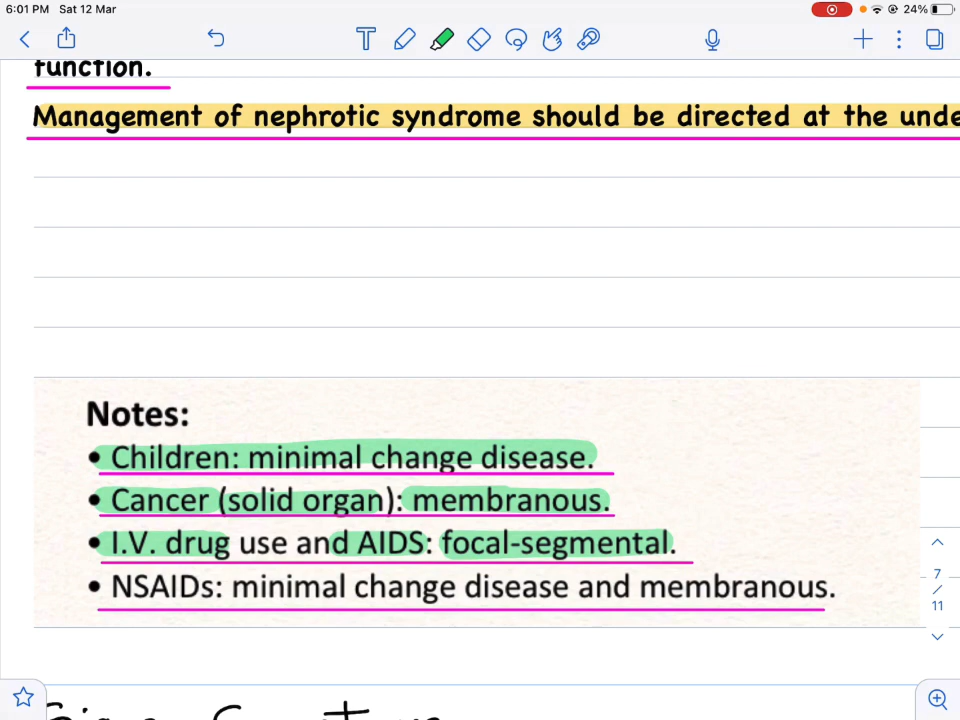 6:01 PM Sat 12 Mar 24%
T
function.
Management of nephrotic syndrome should be directed at the unde
Notes:
• Children: minimal change disease.
• Cancer (solid organ): membranous.
• I.V. drug use and AIDS: focal-segmental.
• NSAIDs: minimal change disease and membranous.
7
/
11